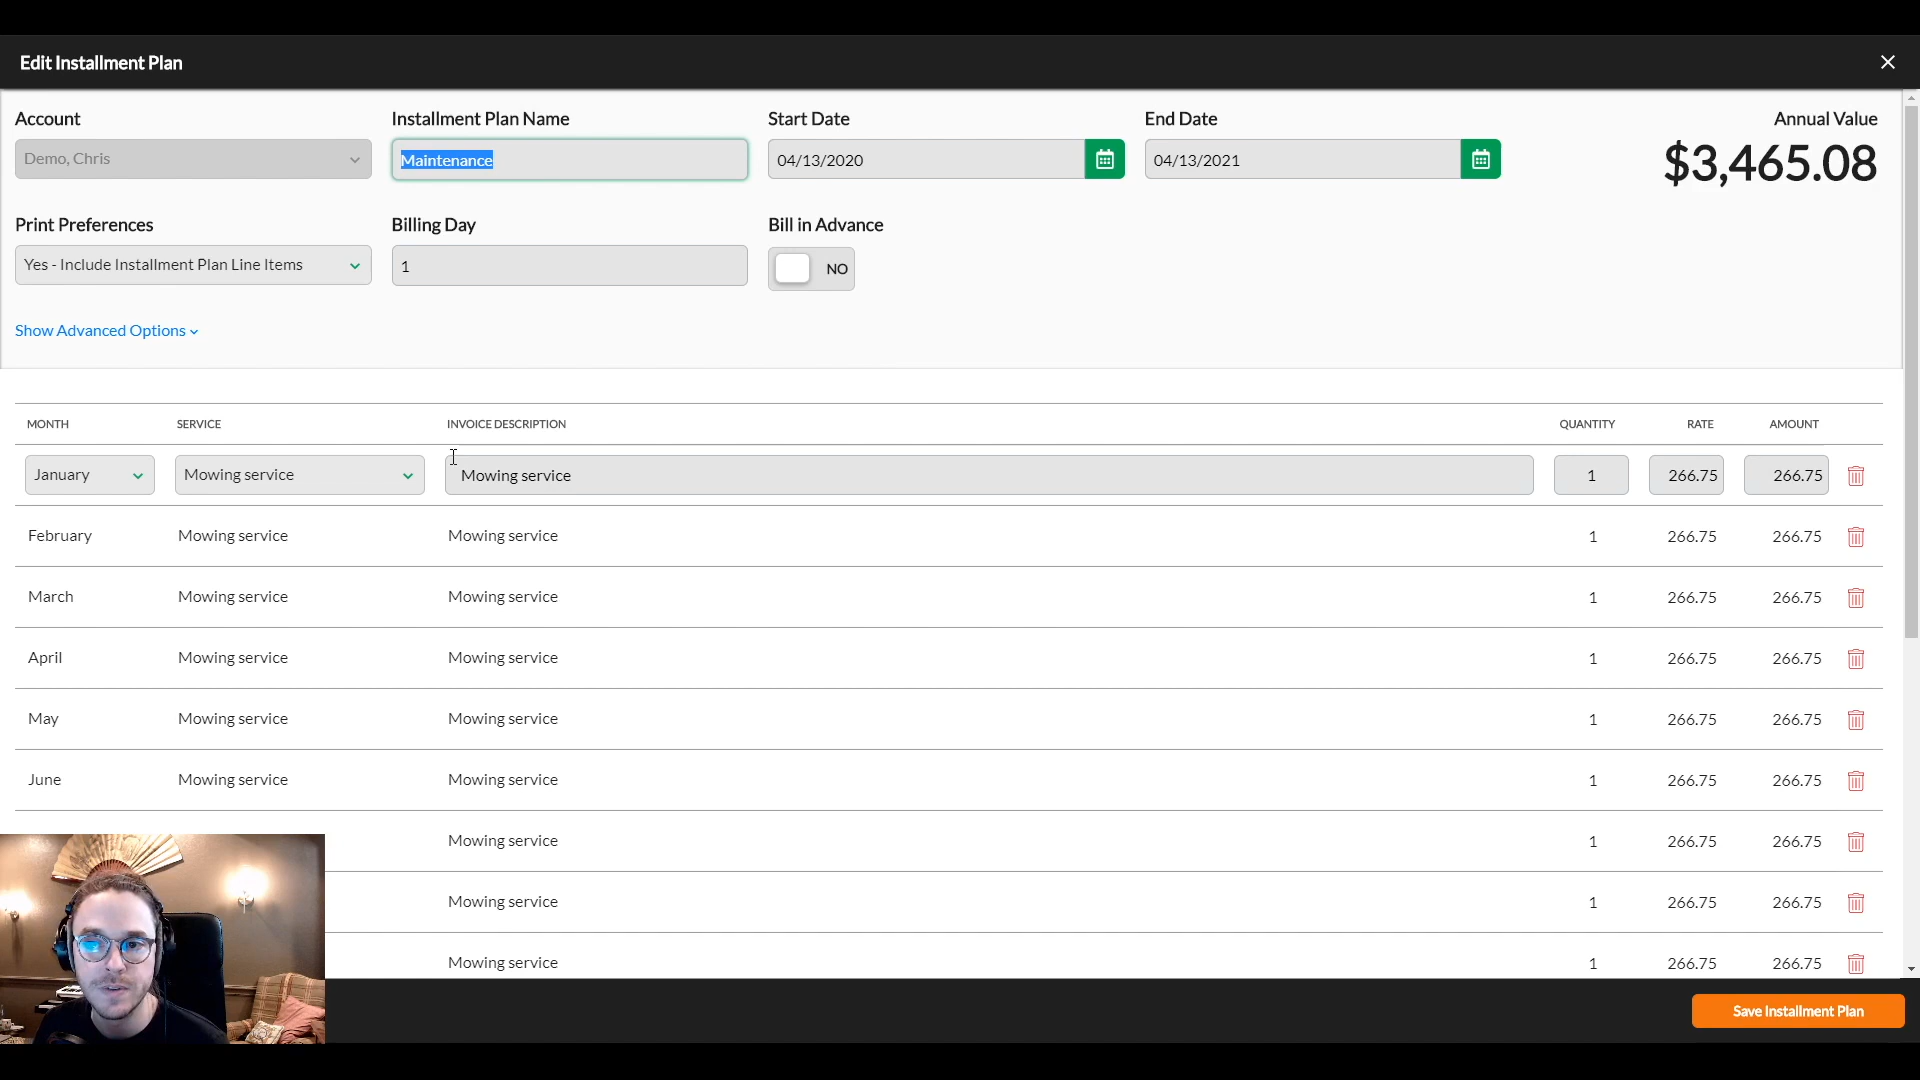 Edit Installment Plan
Account
Installment Plan Name
Start Date
End Date
Annual Value
Demo, Chris
Maintenance
04/13/2020
04/13/2021
$3,465.08
Print Preferences
Billing Day
Bill in Advance
Yes - Include Installment Plan Line Items
1
NO
Show Advanced Options
MONTH SERVICE INVOICE DESCRIPTION QUANTITY RATE AMOUNT
January Mowing service Mowing service 1 266.75 266.75
February Mowing service Mowing service 1 266.75 266.75
March Mowing service Mowing service 1 266.75 266.75
April Mowing service Mowing service 1 266.75 266.75
May Mowing service Mowing service 1 266.75 266.75
June Mowing service Mowing service 1 266.75 266.75
Mowing service 1 266.75 266.75
Mowing service 1 266.75 266.75
Mowing service 1 266.75 266.75
Save Installment Plan